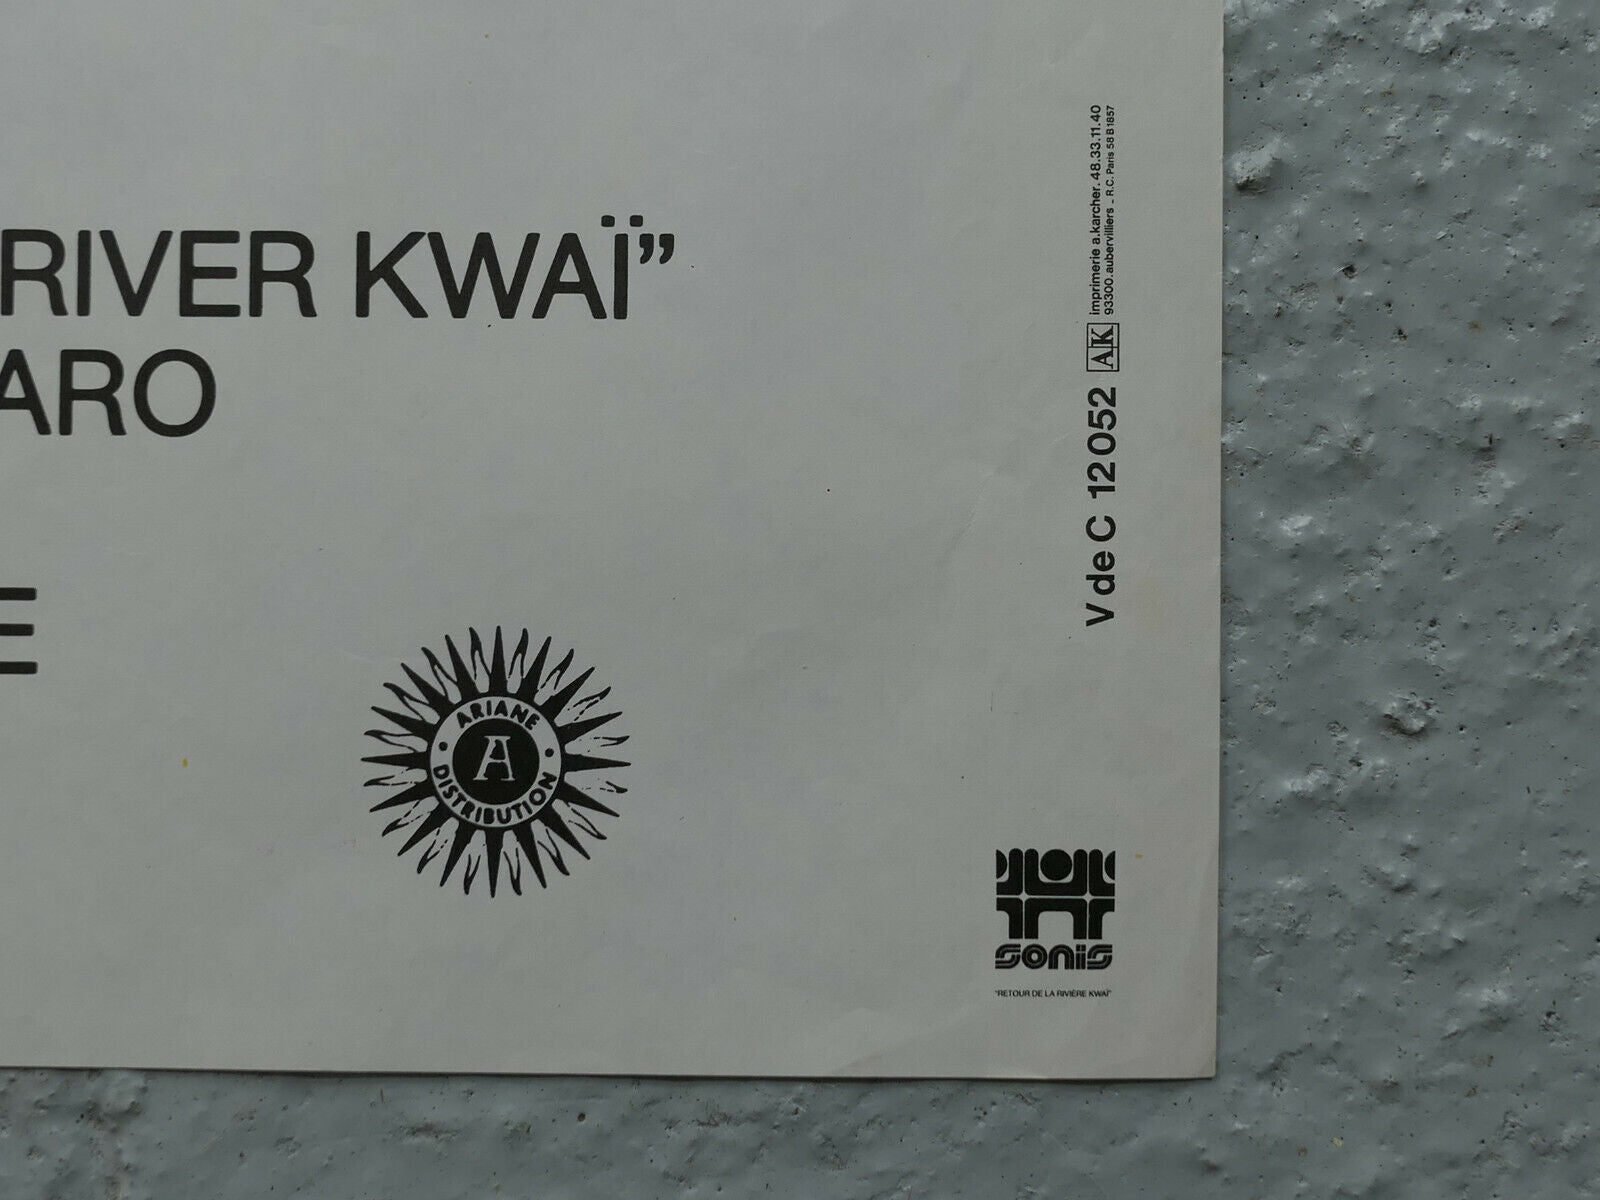 RIVER KWAÏ”
ARO
E
ARIANE
A
DISTRIBUTION
V de C 12052
AK
imprimerie a.karcher. 48.33.11.40
93300.aubervilliers _ R.C. Paris 58 B 1857
sonis
"RETOUR DE LA RIVIÈRE KWAÏ"